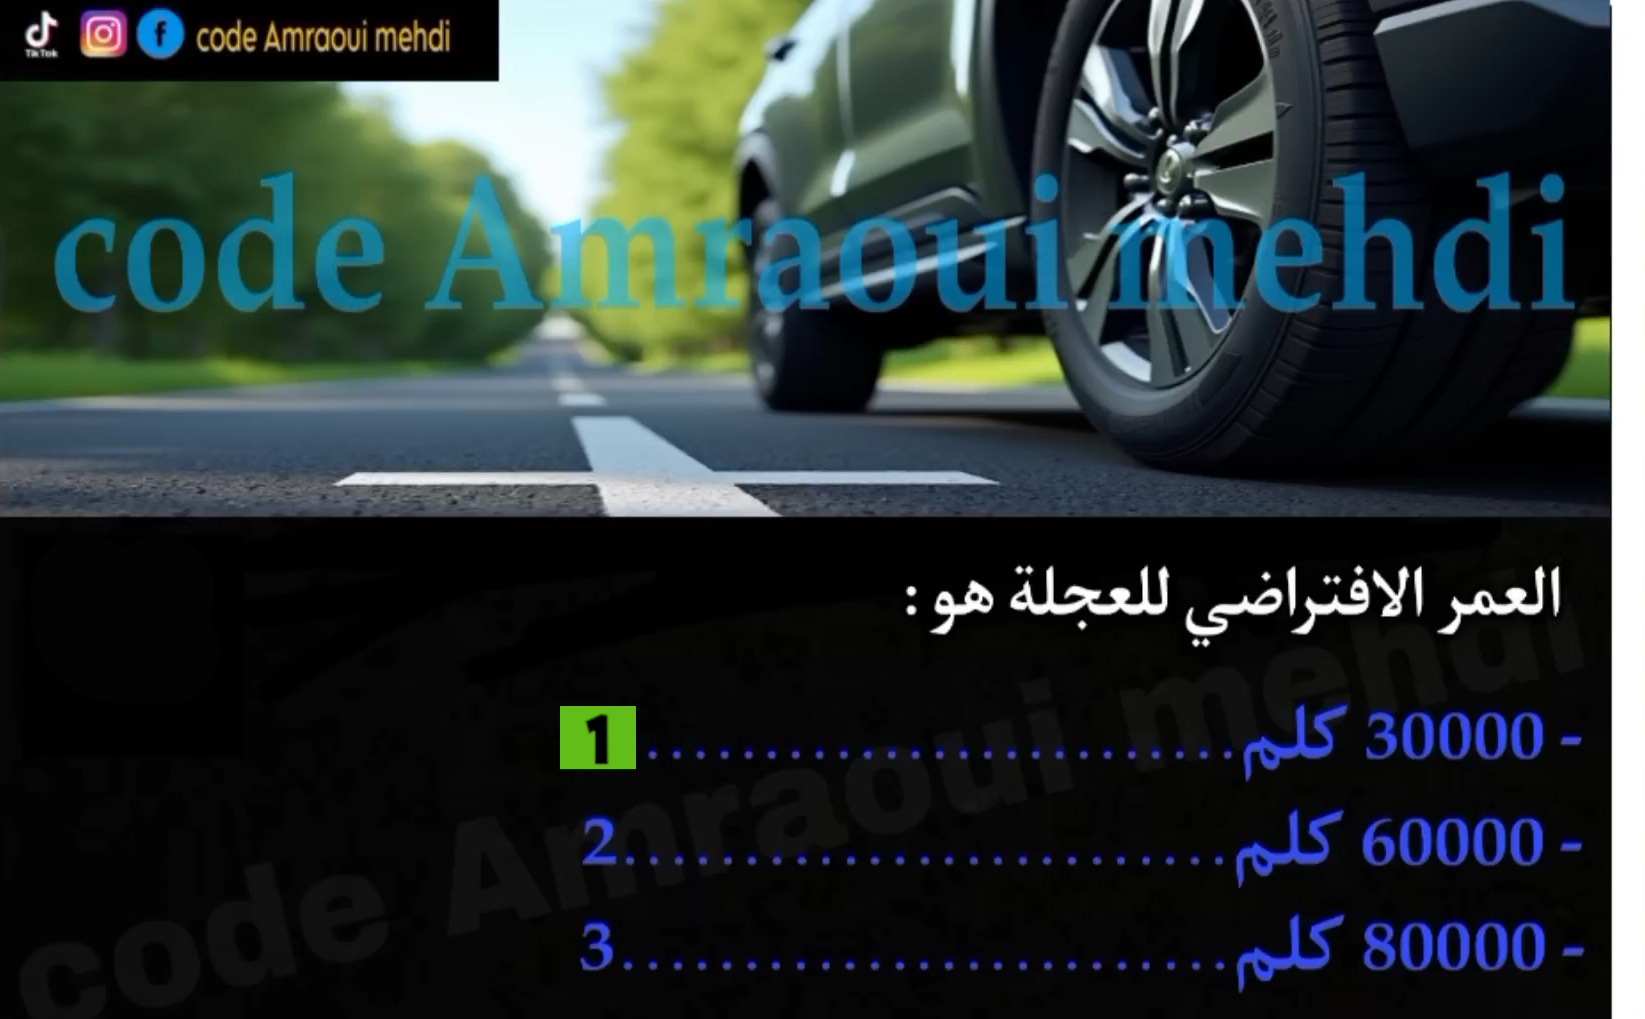 TikTok
code Amraoui mehdi
code Amraoui mehdi
العمر الافتراضي للعجلة هو :
- 30000 كلم.........................1
- 60000 كلم.........................2
- 80000 كلم.........................3
code Amraoui mehdi